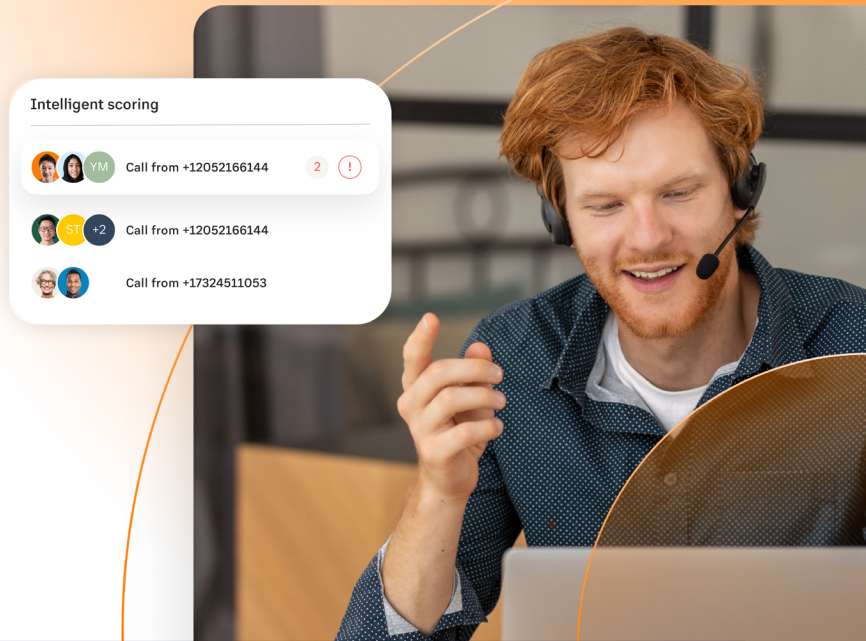 Intelligent scoring
YM Call from +12052166144 2 !
ST +2 Call from +12052166144
Call from +17324511053